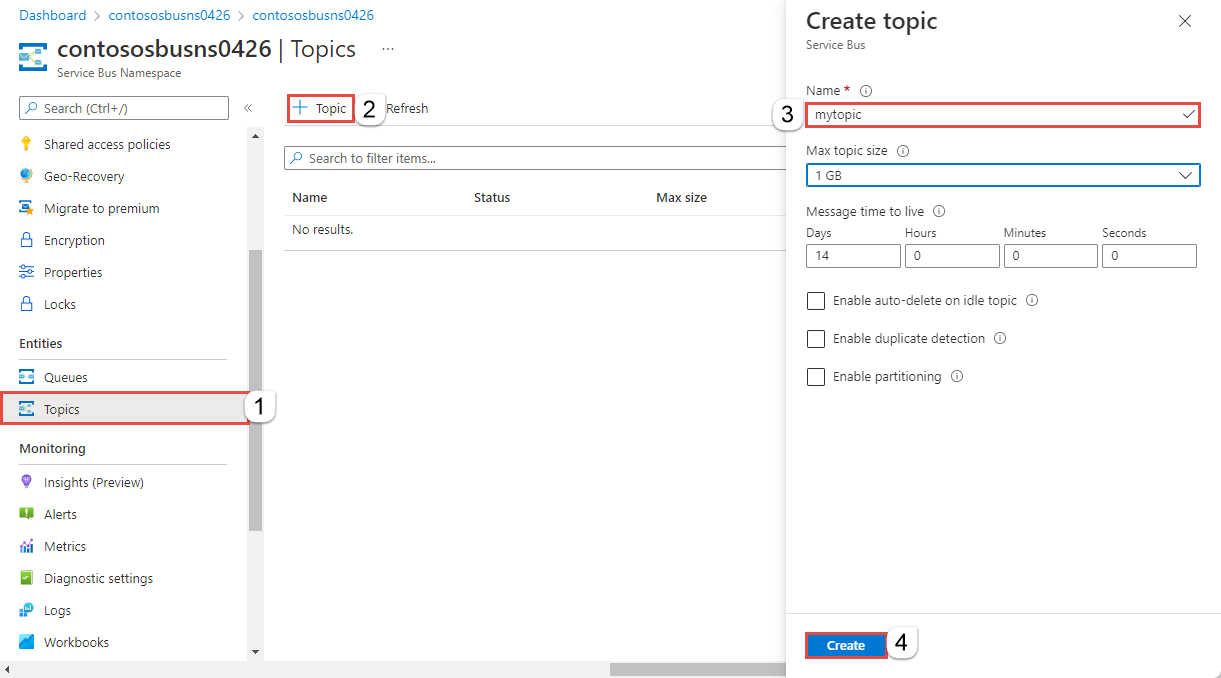 Dashboard > contososbusns0426 > contososbusns0426
contososbusns0426 | Topics ...
Service Bus Namespace
Search (Ctrl+/) «
Shared access policies
Geo-Recovery
Migrate to premium
Encryption
Properties
Locks
Entities
Queues
Topics 1
Monitoring
Insights (Preview)
Alerts
Metrics
Diagnostic settings
Logs
Workbooks
+ Topic 2 Refresh
Search to filter items...
Name Status Max size
No results.
Create topic
Service Bus
Name *
3 mytopic
Max topic size
1 GB
Message time to live
Days Hours Minutes Seconds
14 0 0 0
Enable auto-delete on idle topic
Enable duplicate detection
Enable partitioning
Create 4